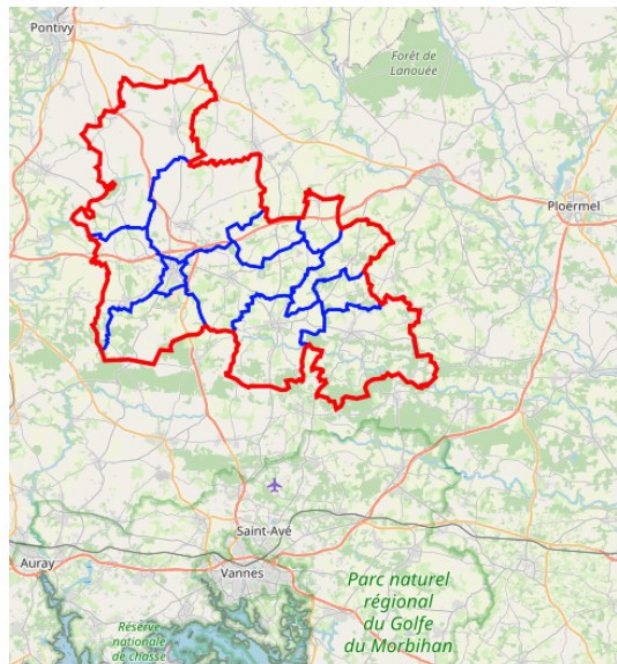 Pontivy
Forêt de
Lanouée
Ploërmel
Saint-Avé
Auray
Vannes
Parc naturel
régional
du Golfe
du Morbihan
Réserve
nationale
de chasse